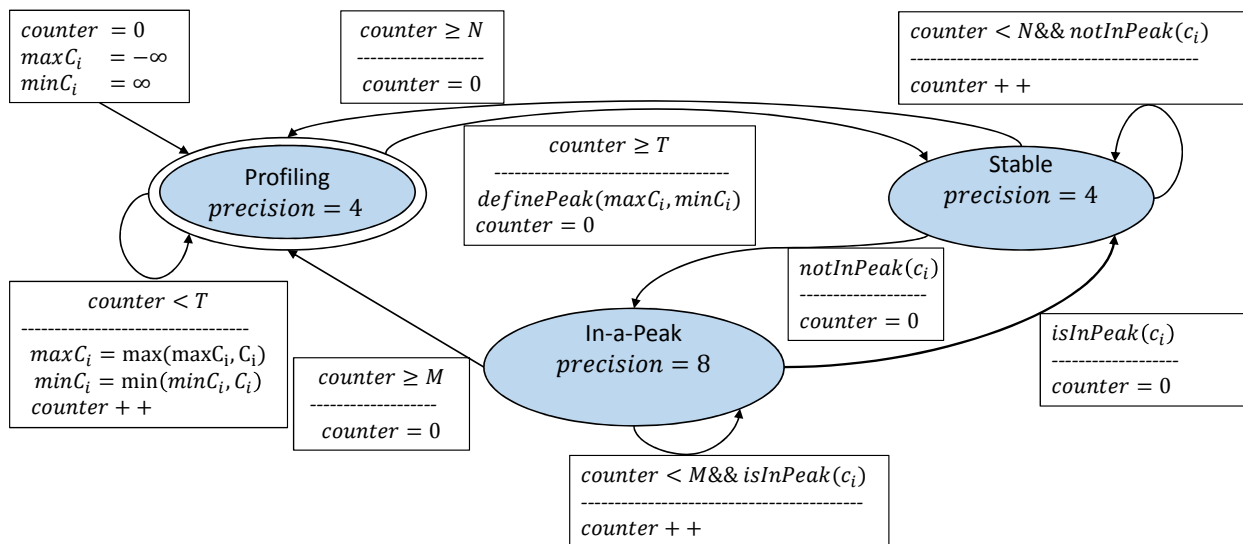 counter = 0
maxC_i = −∞
minC_i = ∞
counter ≥ N
--------------------
counter = 0
counter < N&& notInPeak(c_i)
--------------------------------------------
counter + +
Profiling
precision = 4
counter ≥ T
------------------------------------
definePeak(maxC_i, minC_i)
counter = 0
Stable
precision = 4
counter < T
-----------------------------------
maxC_i = max(maxC_i, C_i)
minC_i = min(minC_i, C_i)
counter + +
notInPeak(c_i)
--------------------
counter = 0
In-a-Peak
precision = 8
isInPeak(c_i)
--------------------
counter = 0
counter ≥ M
--------------------
counter = 0
counter < M&& isInPeak(c_i)
--------------------------------------------
counter + +